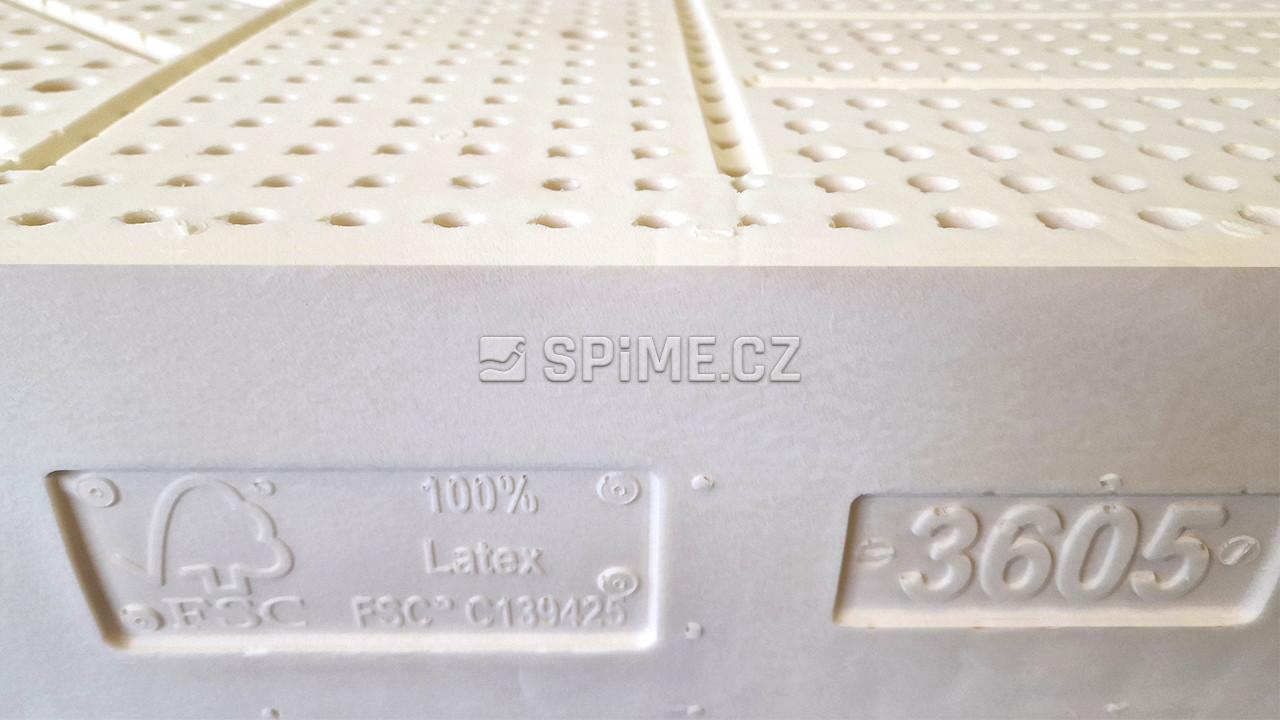 SPiME.CZ
100%
Latex
FSC® C139425
FSC
3605